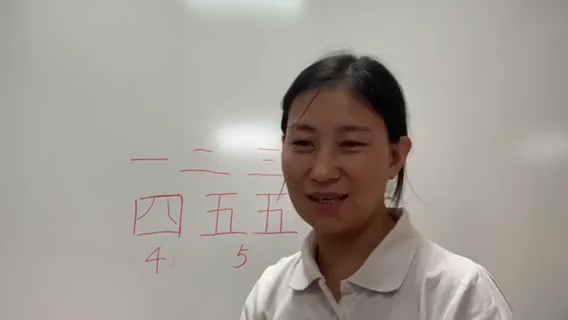 一 二 三
四 五 五
4 5